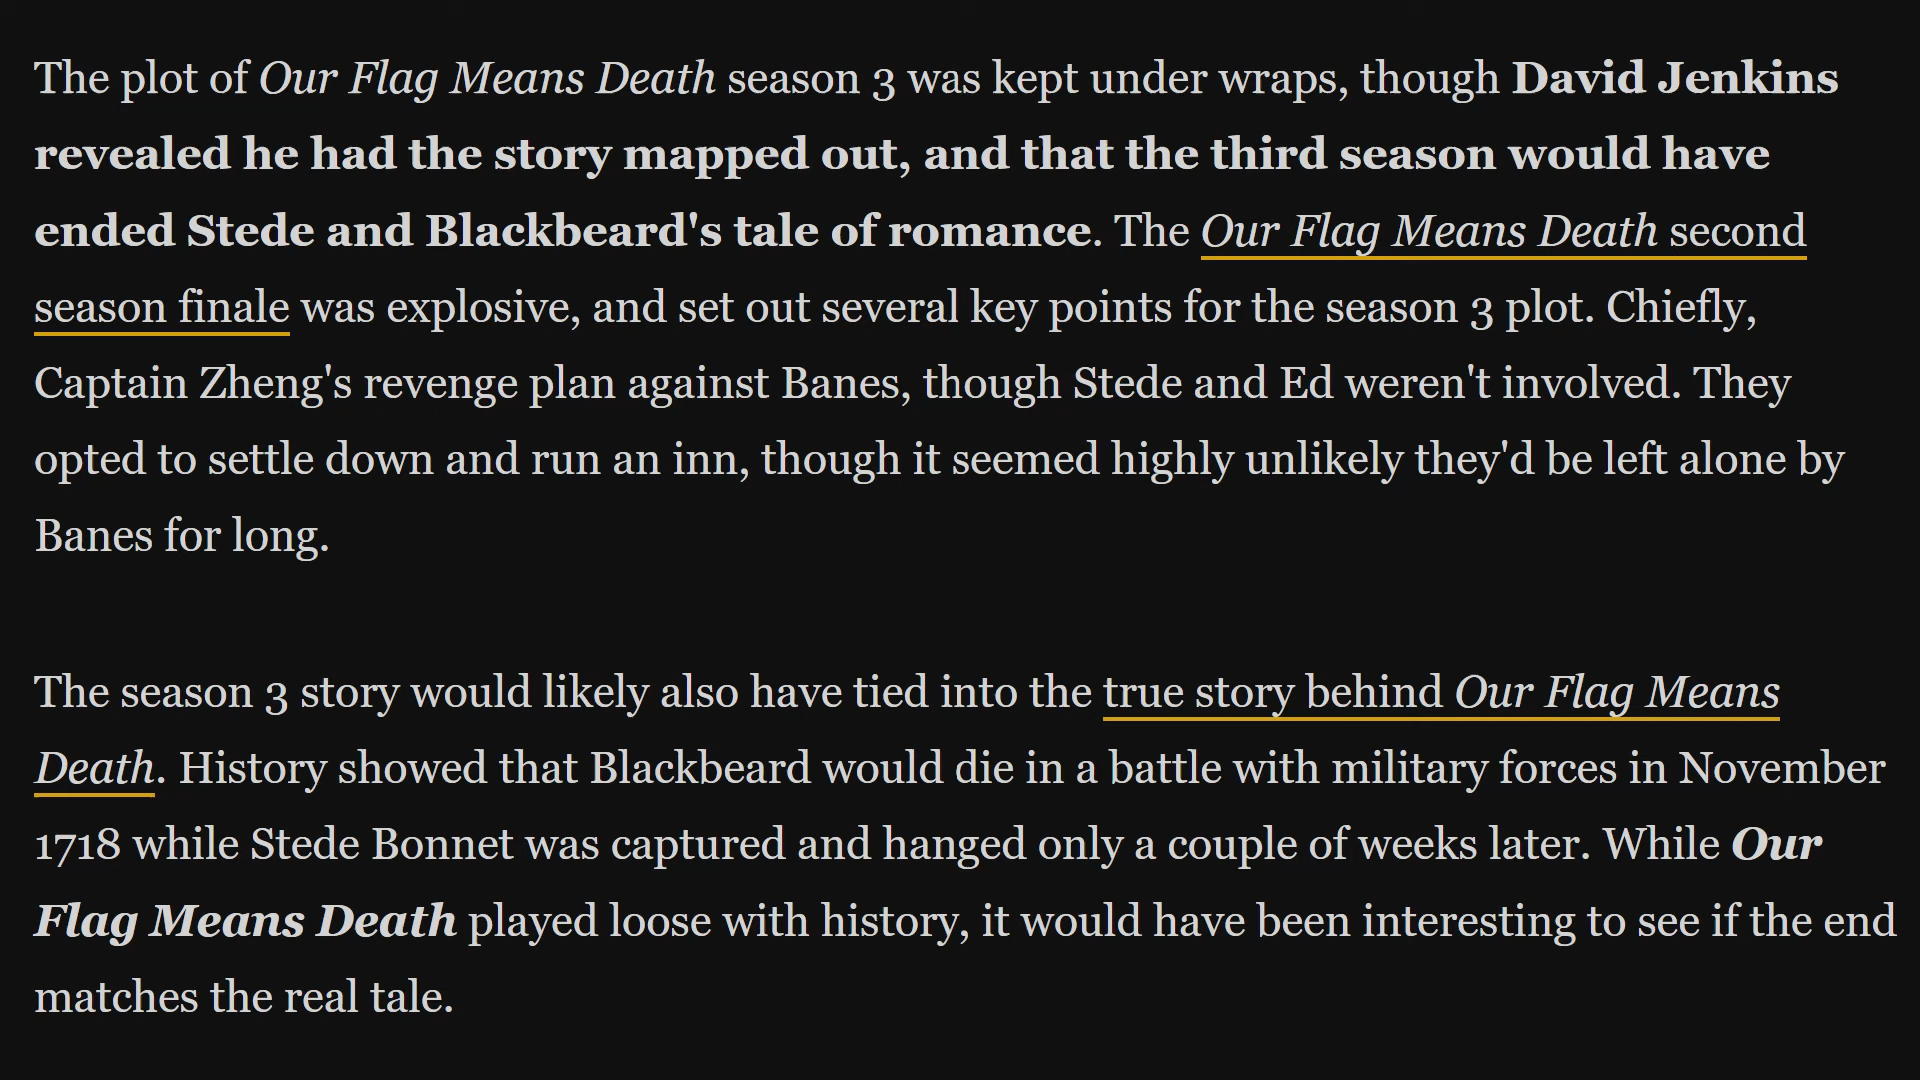 The plot of Our Flag Means Death season 3 was kept under wraps, though David Jenkins
revealed he had the story mapped out, and that the third season would have
ended Stede and Blackbeard's tale of romance. The Our Flag Means Death second
season finale was explosive, and set out several key points for the season 3 plot. Chiefly,
Captain Zheng's revenge plan against Banes, though Stede and Ed weren't involved. They
opted to settle down and run an inn, though it seemed highly unlikely they'd be left alone by
Banes for long.
The season 3 story would likely also have tied into the true story behind Our Flag Means
Death. History showed that Blackbeard would die in a battle with military forces in November
1718 while Stede Bonnet was captured and hanged only a couple of weeks later. While Our
Flag Means Death played loose with history, it would have been interesting to see if the end
matches the real tale.